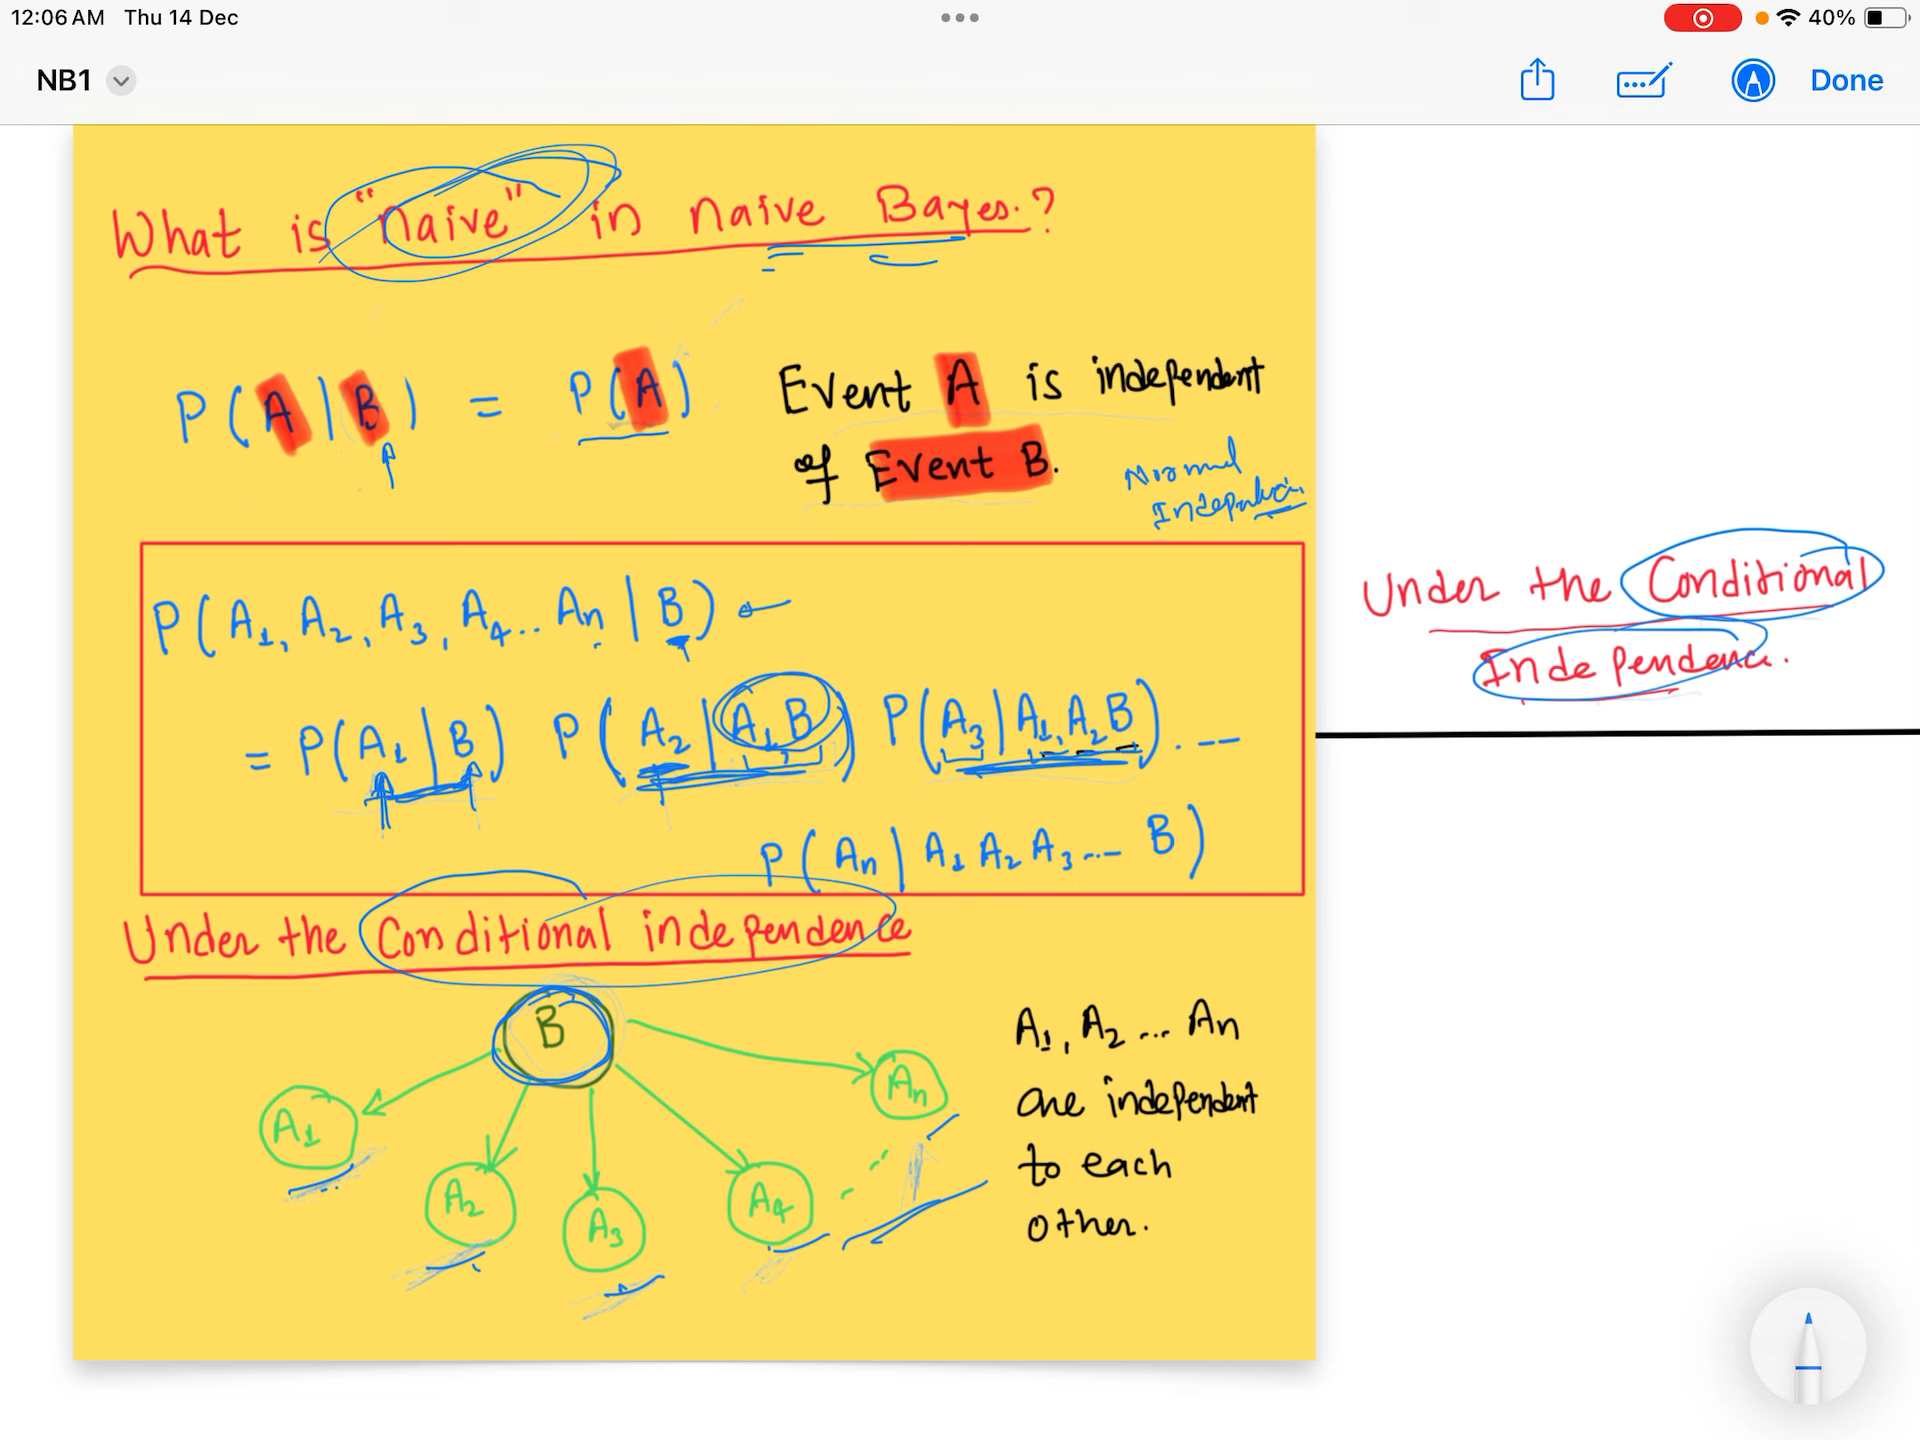 12:06 AM Thu 14 Dec
40%
NB1
Done
What is "naive" in naive Bayes.?
P(A|B) = P(A)
Event A is independent
of Event B.
Normal
P(A1, A2, A3, A4.. An | B) ←
= P(A1|B) P(A2|A1,B) P(A3|A1,A2B). --
P(An|A1 A2 A3 --- B)
Under the Conditional independence
B
A1
A2
A3
A4
An
A1, A2 ... An
are independent
to each
other.
Under the Conditional
Independence.